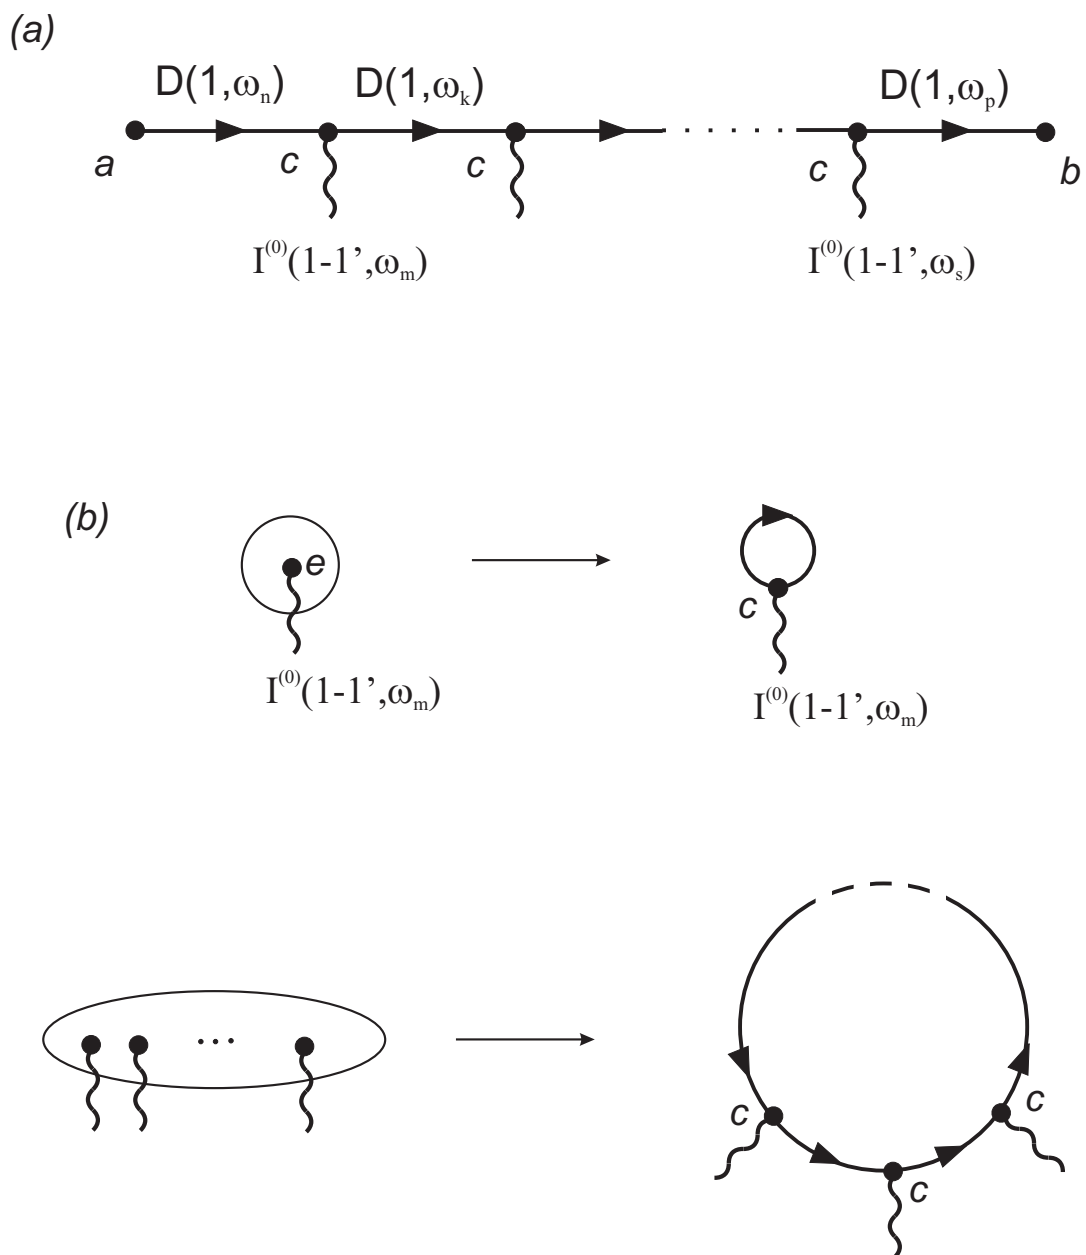 (a)
D(1,ωn) D(1,ωk) D(1,ωp)
a c c c b
I(0)(1-1’,ωm) I(0)(1-1’,ωs)
(b)
e
c
I(0)(1-1’,ωm) I(0)(1-1’,ωm)
...
c c
c